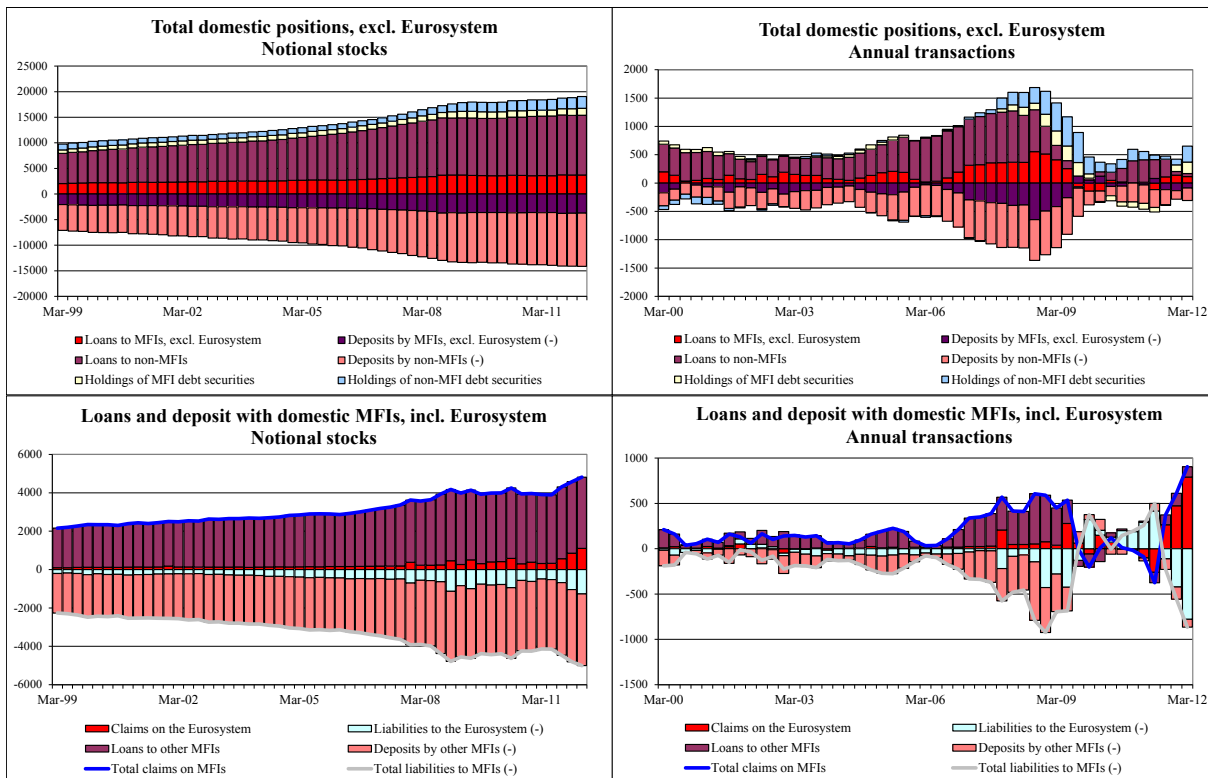 Total domestic positions, excl. Eurosystem
Notional stocks
25000
20000
15000
10000
5000
0
-5000
-10000
-15000
-20000
Mar-99 Mar-02 Mar-05 Mar-08 Mar-11
Loans to MFIs, excl. Eurosystem Deposits by MFIs, excl. Eurosystem (-)
Loans to non-MFIs Deposits by non-MFIs (-)
Holdings of MFI debt securities Holdings of non-MFI debt securities
Total domestic positions, excl. Eurosystem
Annual transactions
2000
1500
1000
500
0
-500
-1000
-1500
-2000
Mar-00 Mar-03 Mar-06 Mar-09 Mar-12
Loans to MFIs, excl. Eurosystem Deposits by MFIs, excl. Eurosystem (-)
Loans to non-MFIs Deposits by non-MFIs (-)
Holdings of MFI debt securities Holdings of non-MFI debt securities
Loans and deposit with domestic MFIs, incl. Eurosystem
Notional stocks
6000
4000
2000
0
-2000
-4000
-6000
Mar-99 Mar-02 Mar-05 Mar-08 Mar-11
Claims on the Eurosystem Liabilities to the Eurosystem (-)
Loans to other MFIs Deposits by other MFIs (-)
Total claims on MFIs Total liabilities to MFIs (-)
Loans and deposit with domestic MFIs, incl. Eurosystem
Annual transactions
1000
500
0
-500
-1000
-1500
Mar-00 Mar-03 Mar-06 Mar-09 Mar-12
Claims on the Eurosystem Liabilities to the Eurosystem (-)
Loans to other MFIs Deposits by other MFIs (-)
Total claims on MFIs Total liabilities to MFIs (-)